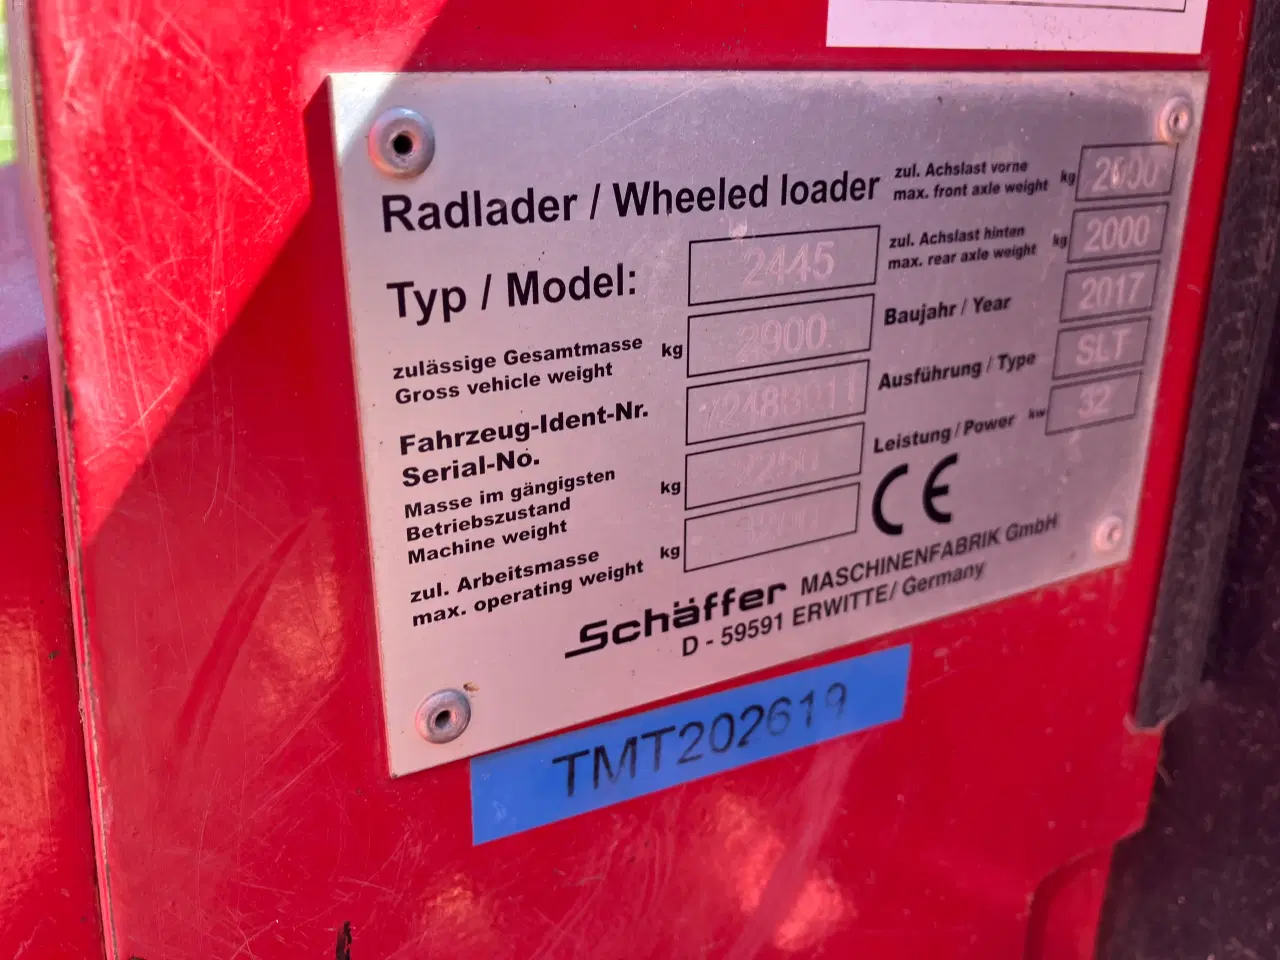 Radlader / Wheeled loader
Typ / Model: 2445
zulässige Gesamtmasse
Gross vehicle weight kg 2900
Fahrzeug-Ident-Nr.
Serial-No.
Masse im gängigsten
Betriebszustand
Machine weight kg
zul. Arbeitsmasse
max. operating weight kg
zul. Achslast vorne
max. front axle weight kg
zul. Achslast hinten
max. rear axle weight kg 2000
Baujahr / Year 2017
Ausführung / Type SLT
Leistung / Power kw 32
CE
Schäffer MASCHINENFABRIK GmbH
D - 59591 ERWITTE / Germany
TMT202619